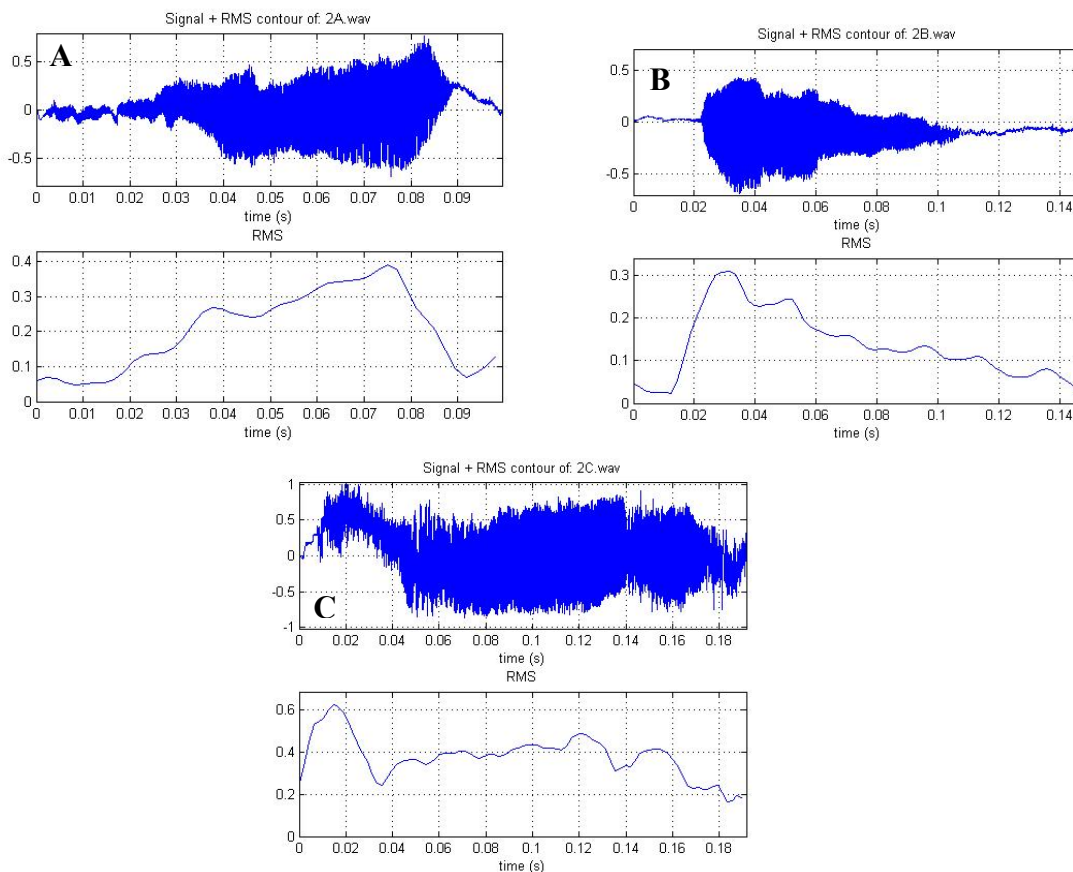 Signal + RMS contour of: 2A.wav
A
0.5
0
-0.5
0 0.01 0.02 0.03 0.04 0.05 0.06 0.07 0.08 0.09
time (s)
RMS
0.4
0.3
0.2
0.1
0
0 0.01 0.02 0.03 0.04 0.05 0.06 0.07 0.08 0.09
time (s)
Signal + RMS contour of: 2B.wav
B
0.5
0
-0.5
0 0.02 0.04 0.06 0.08 0.1 0.12 0.14
time (s)
RMS
0.3
0.2
0.1
0
0 0.02 0.04 0.06 0.08 0.1 0.12 0.14
time (s)
Signal + RMS contour of: 2C.wav
1
0.5
0
-0.5
C
-1
0 0.02 0.04 0.06 0.08 0.1 0.12 0.14 0.16 0.18
time (s)
RMS
0.6
0.4
0.2
0
0 0.02 0.04 0.06 0.08 0.1 0.12 0.14 0.16 0.18
time (s)